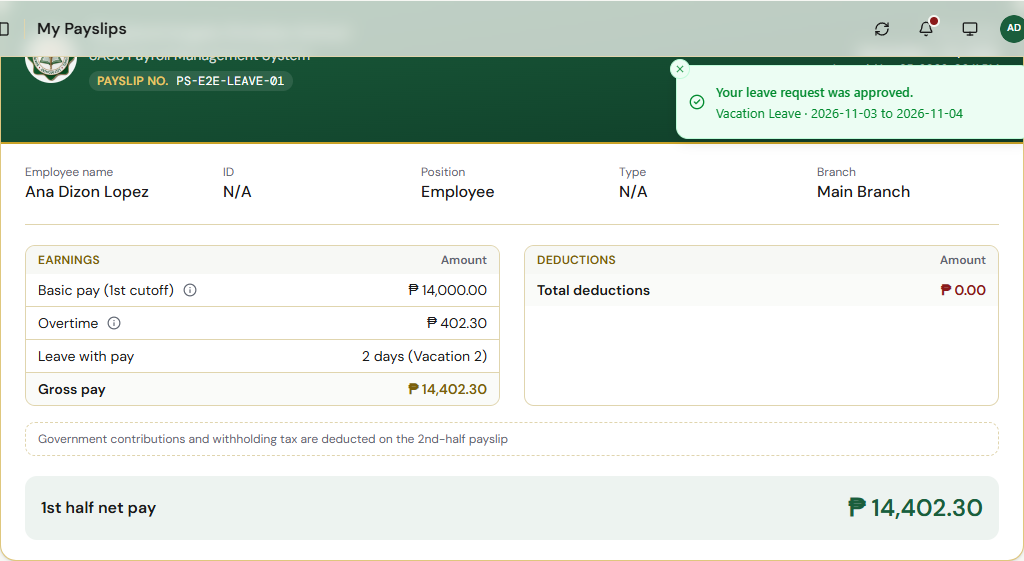 My Payslips
AD
PAYSLIP NO. PS-E2E-LEAVE-01
Your leave request was approved.
Vacation Leave · 2026-11-03 to 2026-11-04
Employee name
Ana Dizon Lopez
ID
N/A
Position
Employee
Type
N/A
Branch
Main Branch
EARNINGS Amount
Basic pay (1st cutoff) ₱ 14,000.00
Overtime ₱ 402.30
Leave with pay 2 days (Vacation 2)
Gross pay ₱ 14,402.30
DEDUCTIONS Amount
Total deductions ₱ 0.00
Government contributions and withholding tax are deducted on the 2nd-half payslip
1st half net pay ₱ 14,402.30